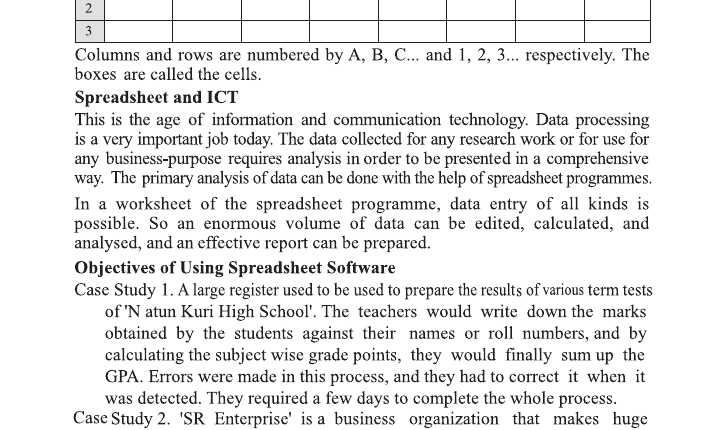 2
3
Columns and rows are numbered by A, B, C... and 1, 2, 3... respectively. The
boxes are called the cells.
Spreadsheet and ICT
This is the age of information and communication technology. Data processing
is a very important job today. The data collected for any research work or for use for
any business-purpose requires analysis in order to be presented in a comprehensive
way. The primary analysis of data can be done with the help of spreadsheet programmes.
In a worksheet of the spreadsheet programme, data entry of all kinds is
possible. So an enormous volume of data can be edited, calculated, and
analysed, and an effective report can be prepared.
Objectives of Using Spreadsheet Software
Case Study 1. A large register used to be used to prepare the results of various term tests
of 'N atun Kuri High School'. The teachers would write down the marks
obtained by the students against their names or roll numbers, and by
calculating the subject wise grade points, they would finally sum up the
GPA. Errors were made in this process, and they had to correct it when it
was detected. They required a few days to complete the whole process.
Case Study 2. 'SR Enterprise' is a business organization that makes huge